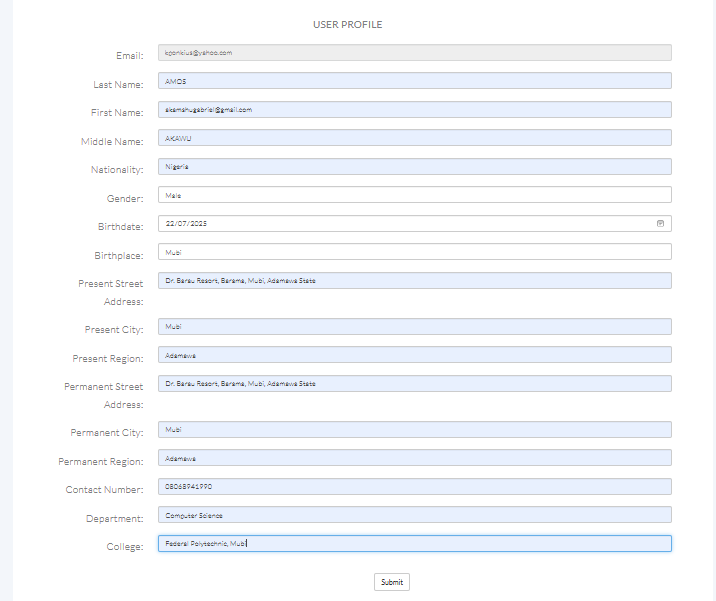 USER PROFILE
Email: kgonkius@yahoo.com
Last Name: AMOS
First Name: akamahugabriel@gmail.com
Middle Name: AKAWU
Nationality: Nigeria
Gender: Male
Birthdate: 22/07/2025
Birthplace: Mubi
Present Street Address: Dr. Barau Resort, Barama, Mubi, Adamawa State
Present City: Mubi
Present Region: Adamawa
Permanent Street Address: Dr. Barau Resort, Barama, Mubi, Adamawa State
Permanent City: Mubi
Permanent Region: Adamawa
Contact Number: 08068941990
Department: Computer Science
College: Federal Polytechnic, Mubi
Submit